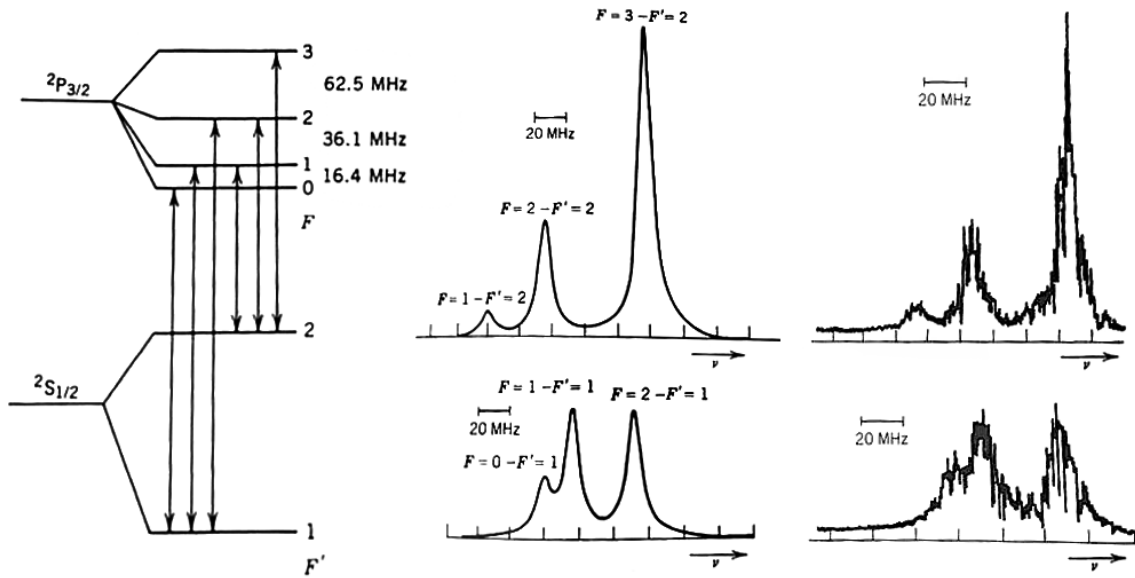 3
²P₃/₂
62.5 MHz
2
36.1 MHz
1
16.4 MHz
0
F
2
²S₁/₂
1
F'
F = 3 – F' = 2
20 MHz
F = 2 – F' = 2
F = 1 – F' = 2
ν
20 MHz
ν
F = 1 – F' = 1
F = 2 – F' = 1
20 MHz
F = 0 – F' = 1
ν
20 MHz
ν